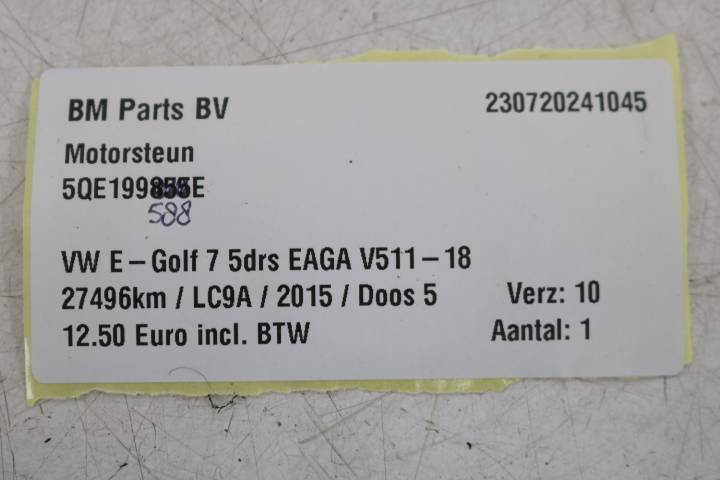 BM Parts BV 230720241045
Motorsteun
5QE199855E
588
VW E-Golf 7 5drs EAGA V511-18
27496km / LC9A / 2015 / Doos 5 Verz: 10
12.50 Euro incl. BTW Aantal: 1